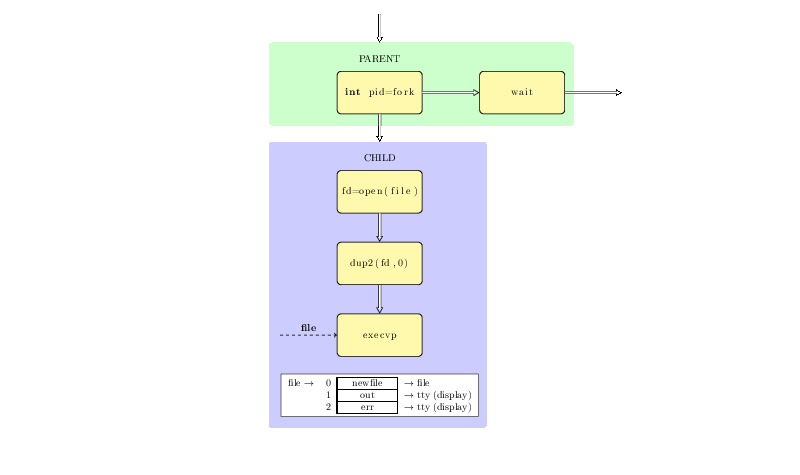 PARENT
int pid=fork
wait
CHILD
fd=open(file)
dup2(fd,0)
file
execvp
file → 0 newfile → file
1 out → tty (display)
2 err → tty (display)